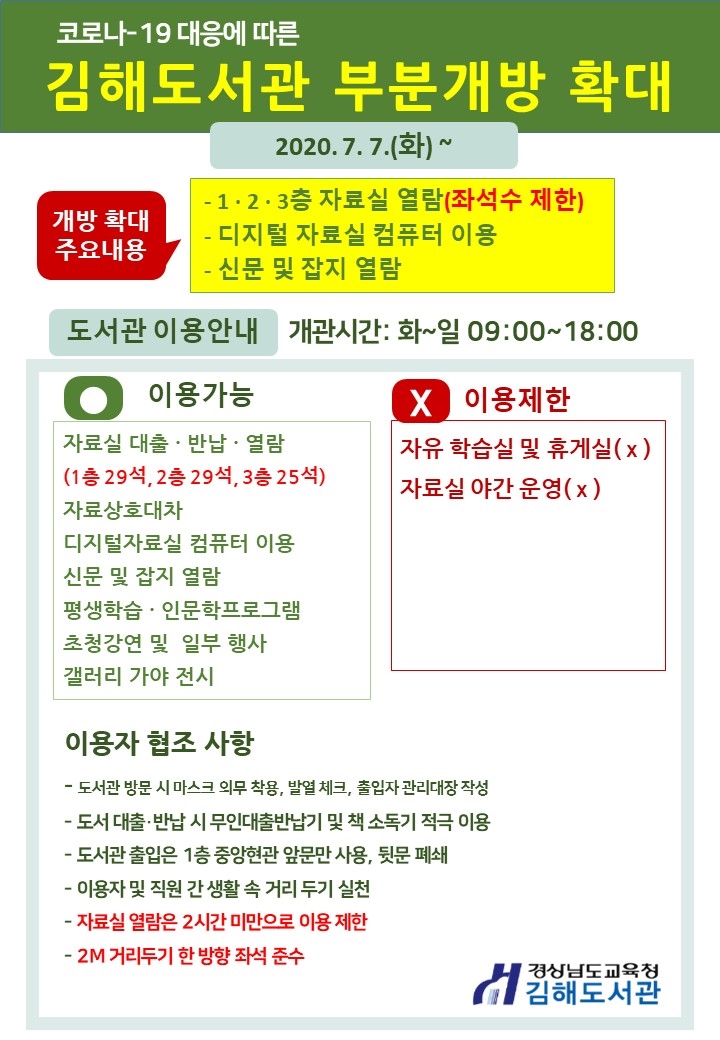 코로나-19 대응에 따른
김해도서관 부분개방 확대
2020. 7. 7.(화) ~
개방 확대
주요내용
- 1 · 2 · 3층 자료실 열람(좌석수 제한)
- 디지털 자료실 컴퓨터 이용
- 신문 및 잡지 열람
도서관 이용안내 개관시간: 화~일 09:00~18:00
이용가능
자료실 대출 · 반납 · 열람
(1층 29석, 2층 29석, 3층 25석)
자료상호대차
디지털자료실 컴퓨터 이용
신문 및 잡지 열람
평생학습 · 인문학프로그램
초청강연 및 일부 행사
갤러리 가야 전시
X 이용제한
자유 학습실 및 휴게실( x )
자료실 야간 운영( x )
이용자 협조 사항
- 도서관 방문 시 마스크 의무 착용, 발열 체크, 출입자 관리대장 작성
- 도서 대출·반납 시 무인대출반납기 및 책 소독기 적극 이용
- 도서관 출입은 1층 중앙현관 앞문만 사용, 뒷문 폐쇄
- 이용자 및 직원 간 생활 속 거리 두기 실천
- 자료실 열람은 2시간 미만으로 이용 제한
- 2M 거리두기 한 방향 좌석 준수
경상남도교육청
김해도서관